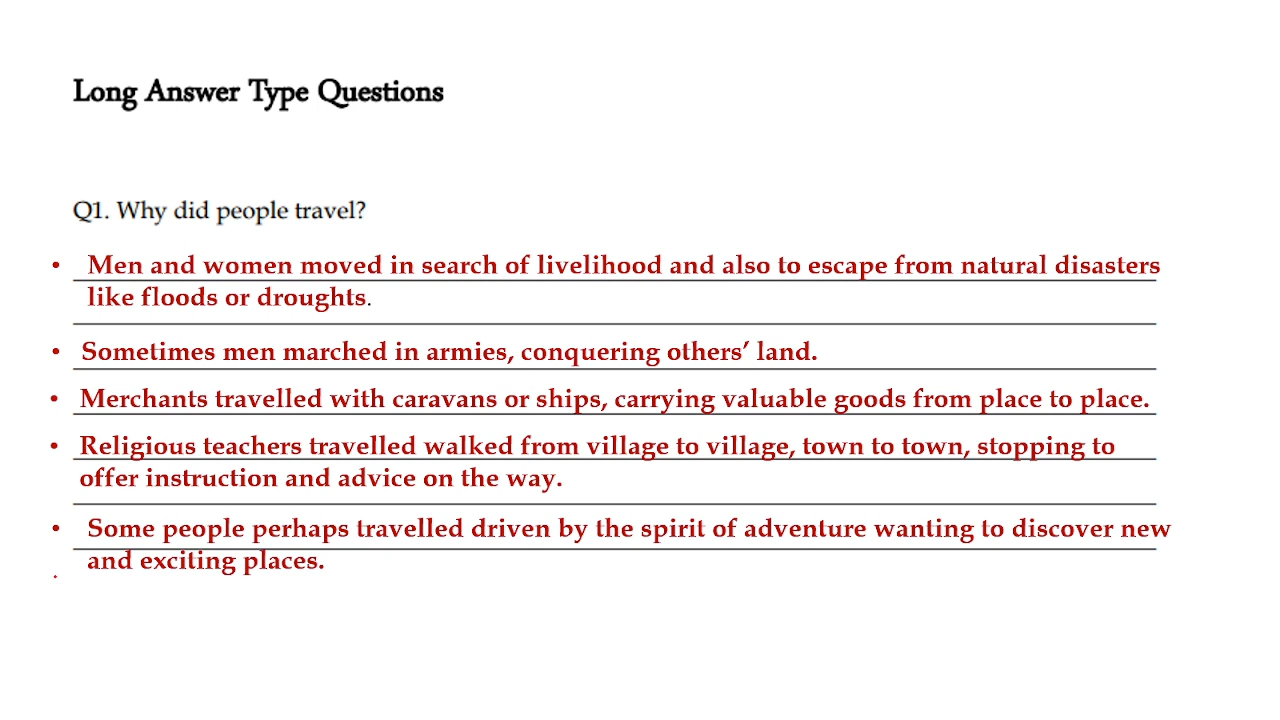 Long Answer Type Questions
Q1. Why did people travel?
• Men and women moved in search of livelihood and also to escape from natural disasters
like floods or droughts.
• Sometimes men marched in armies, conquering others’ land.
• Merchants travelled with caravans or ships, carrying valuable goods from place to place.
• Religious teachers travelled walked from village to village, town to town, stopping to
offer instruction and advice on the way.
• Some people perhaps travelled driven by the spirit of adventure wanting to discover new
and exciting places.